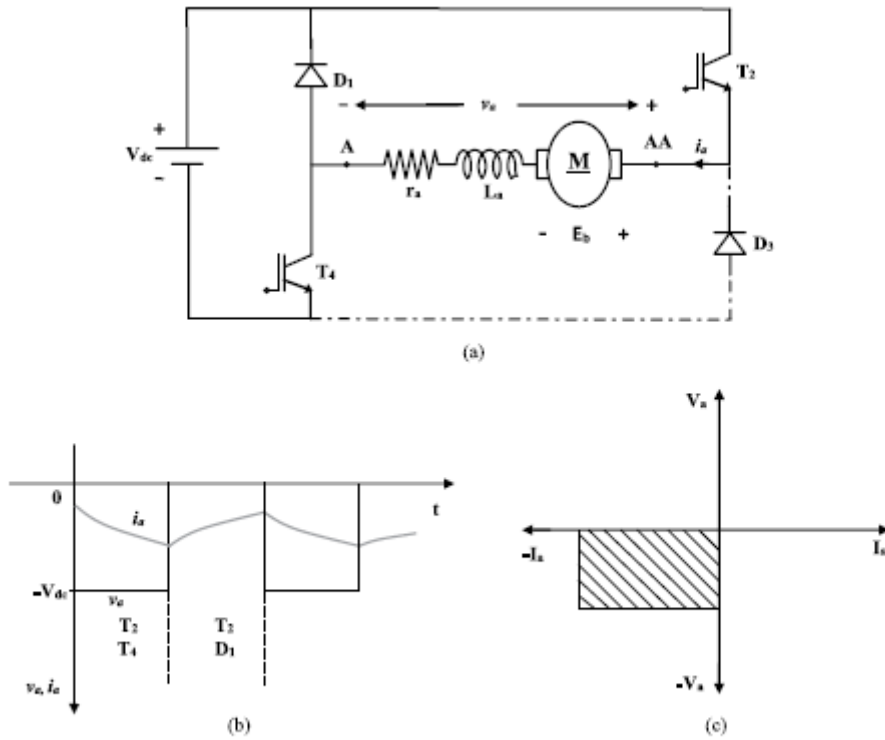 D1
T2
- va +
+
Vdc
-
A
AA
ia
M
ra
La
- Eb +
D3
T4
(a)
Va
0
t
ia
-Ia
Ia
-Vdc
va
T2
T2
T4
D1
va, ia
-Va
(b)
(c)